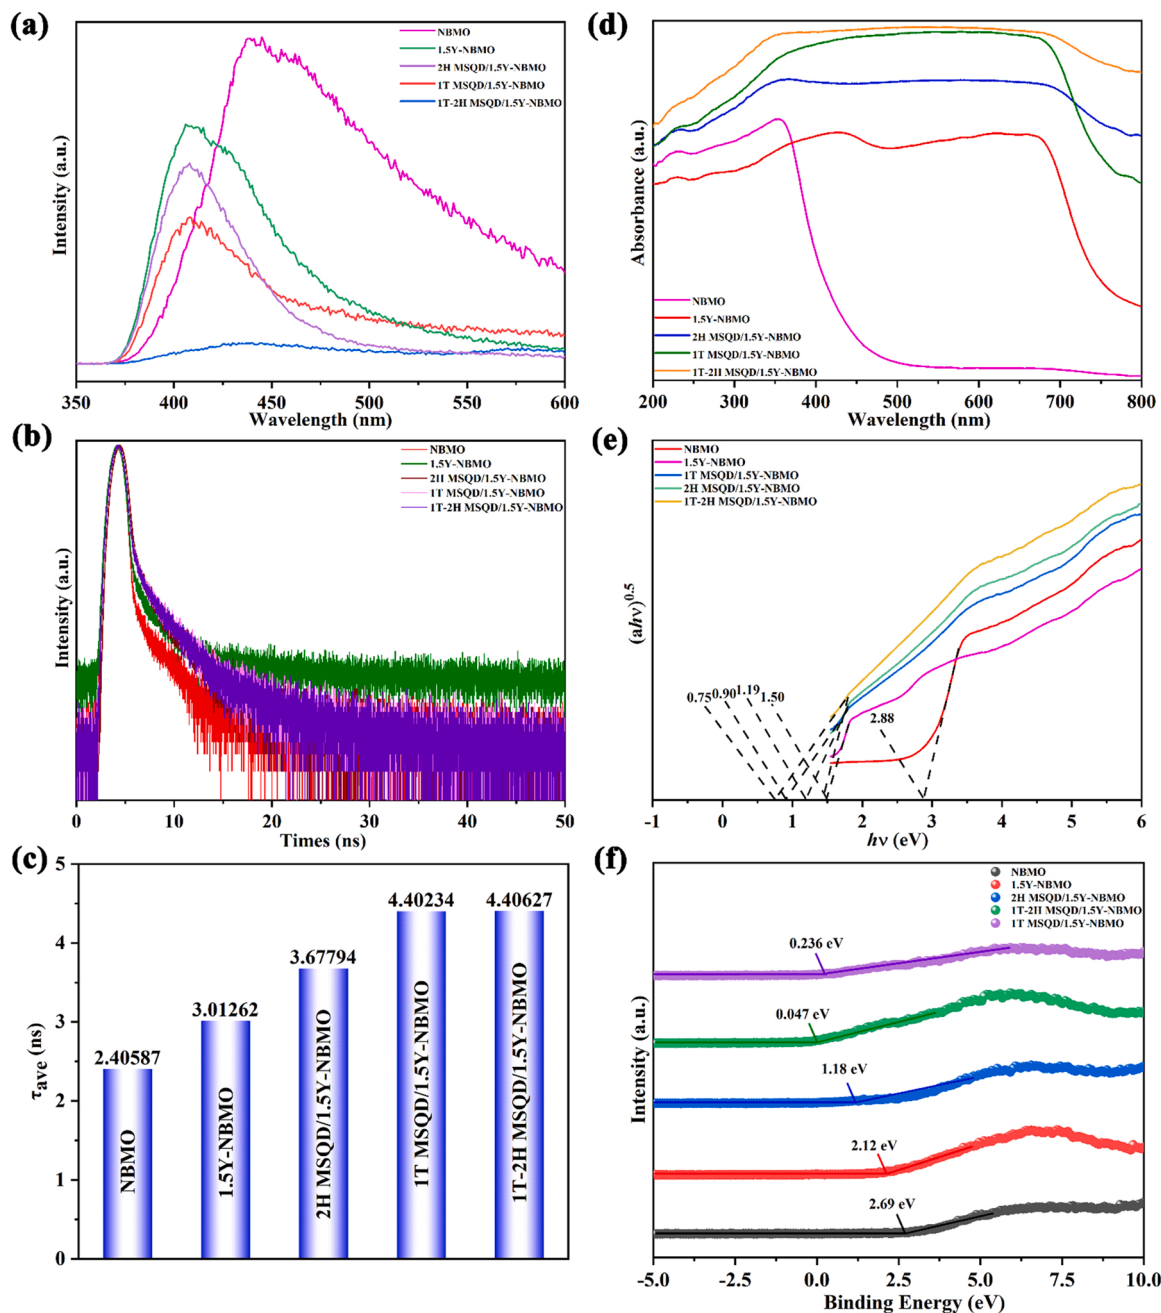 (a)
NBMO
1.5Y-NBMO
2H MSQD/1.5Y-NBMO
1T MSQD/1.5Y-NBMO
1T-2H MSQD/1.5Y-NBMO
Intensity (a.u.)
350 400 450 500 550 600
Wavelength (nm)
(d)
Absorbance (a.u.)
NBMO
1.5Y-NBMO
2H MSQD/1.5Y-NBMO
1T MSQD/1.5Y-NBMO
1T-2H MSQD/1.5Y-NBMO
200 300 400 500 600 700 800
Wavelength (nm)
(b)
NBMO
1.5Y-NBMO
2H MSQD/1.5Y-NBMO
1T MSQD/1.5Y-NBMO
1T-2H MSQD/1.5Y-NBMO
Intensity (a.u.)
0 10 20 30 40 50
Times (ns)
(e)
NBMO
1.5Y-NBMO
1T MSQD/1.5Y-NBMO
2H MSQD/1.5Y-NBMO
1T-2H MSQD/1.5Y-NBMO
(ahν)0.5
0.75 0.90 1.19 1.50
2.88
-1 0 1 2 3 4 5 6
hν (eV)
(c)
5
4
3
2
1
0
τave (ns)
2.40587
3.01262
3.67794
4.40234
4.40627
NBMO
1.5Y-NBMO
2H MSQD/1.5Y-NBMO
1T MSQD/1.5Y-NBMO
1T-2H MSQD/1.5Y-NBMO
(f)
NBMO
1.5Y-NBMO
2H MSQD/1.5Y-NBMO
1T-2H MSQD/1.5Y-NBMO
1T MSQD/1.5Y-NBMO
Intensity (a.u.)
0.236 eV
0.047 eV
1.18 eV
2.12 eV
2.69 eV
-5.0 -2.5 0.0 2.5 5.0 7.5 10.0
Binding Energy (eV)